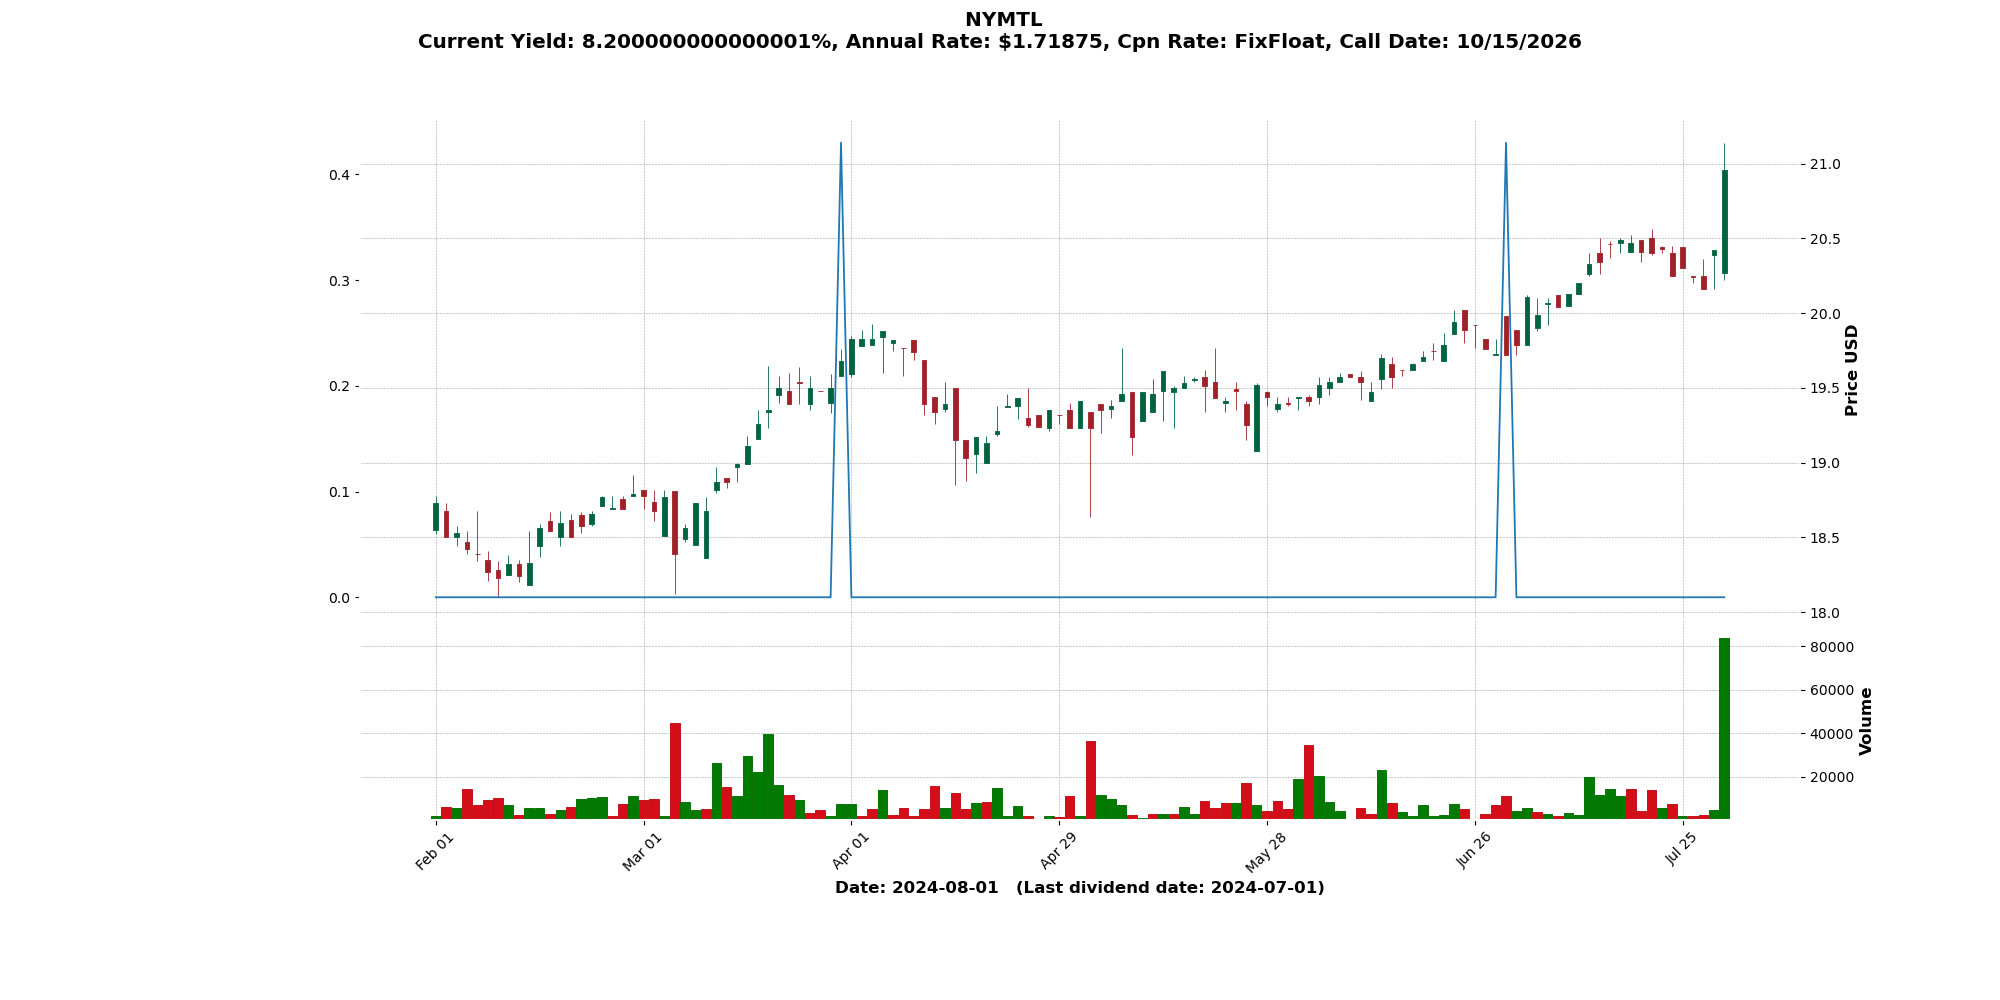 NYMTL
Current Yield: 8.200000000000001%, Annual Rate: $1.71875, Cpn Rate: FixFloat, Call Date: 10/15/2026
0.4
0.3
0.2
0.1
0.0
21.0
20.5
20.0
19.5
19.0
18.5
18.0
Price USD
80000
60000
40000
20000
Volume
Feb 01
Mar 01
Apr 01
Apr 29
May 28
Jun 26
Jul 25
Date: 2024-08-01   (Last dividend date: 2024-07-01)